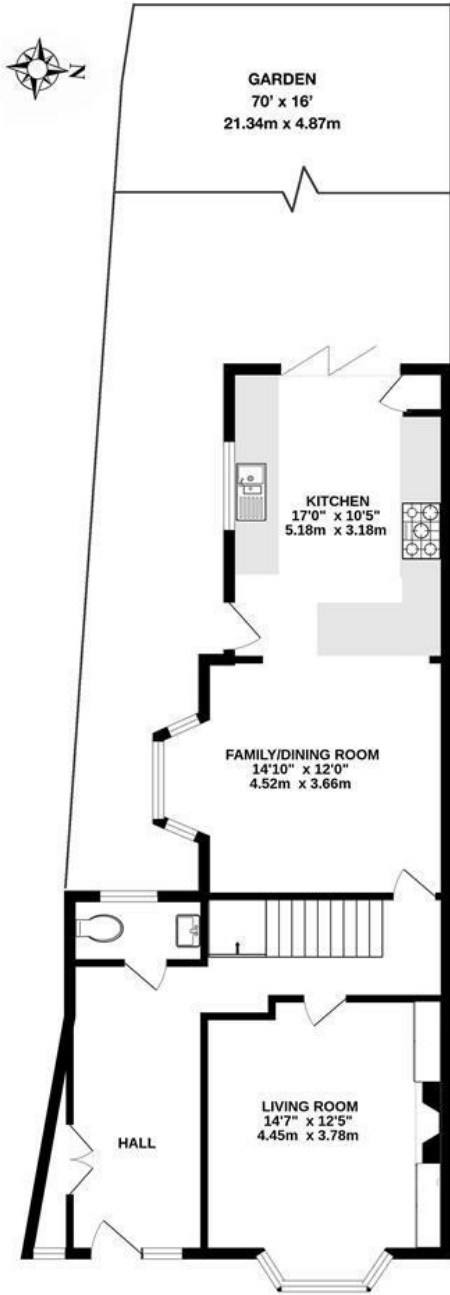 N
GARDEN
70' x 16'
21.34m x 4.87m
KITCHEN
17'0" x 10'5"
5.18m x 3.18m
FAMILY/DINING ROOM
14'10" x 12'0"
4.52m x 3.66m
LIVING ROOM
14'7" x 12'5"
4.45m x 3.78m
HALL